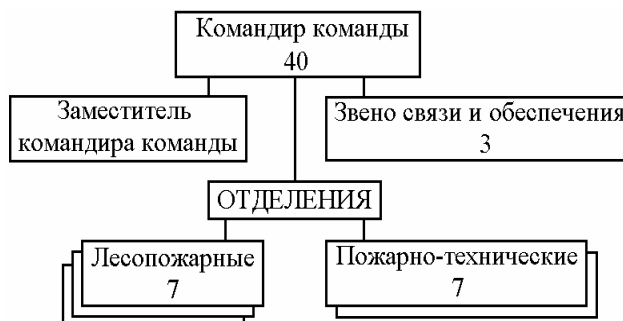 Командир команды
40
Заместитель
командира команды
Звено связи и обеспечения
3
ОТДЕЛЕНИЯ
Лесопожарные
7
Пожарно-технические
7